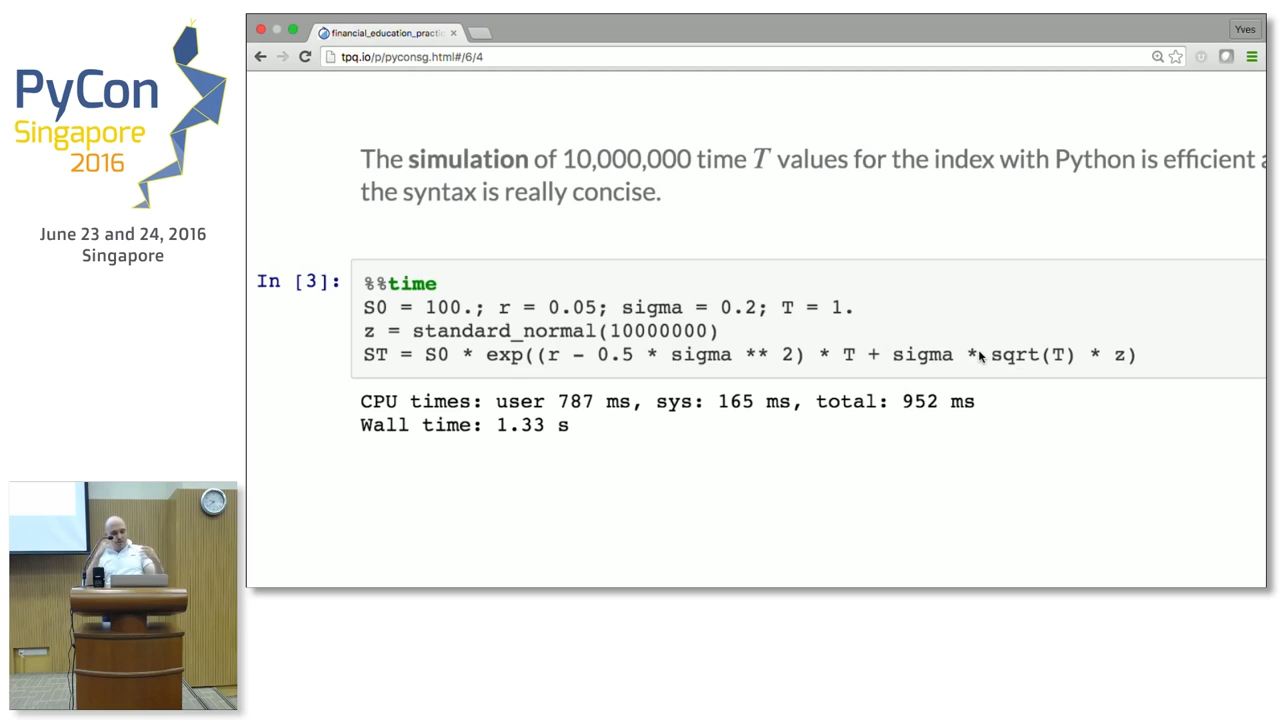 PyCon
Singapore
2016
June 23 and 24, 2016
Singapore
financial_education_practic
Yves
tpq.io/p/pyconsg.html#/6/4
The simulation of 10,000,000 time T values for the index with Python is efficient
the syntax is really concise.
In [3]:
%%time
S0 = 100.; r = 0.05; sigma = 0.2; T = 1.
z = standard_normal(10000000)
ST = S0 * exp((r - 0.5 * sigma ** 2) * T + sigma * sqrt(T) * z)
CPU times: user 787 ms, sys: 165 ms, total: 952 ms
Wall time: 1.33 s